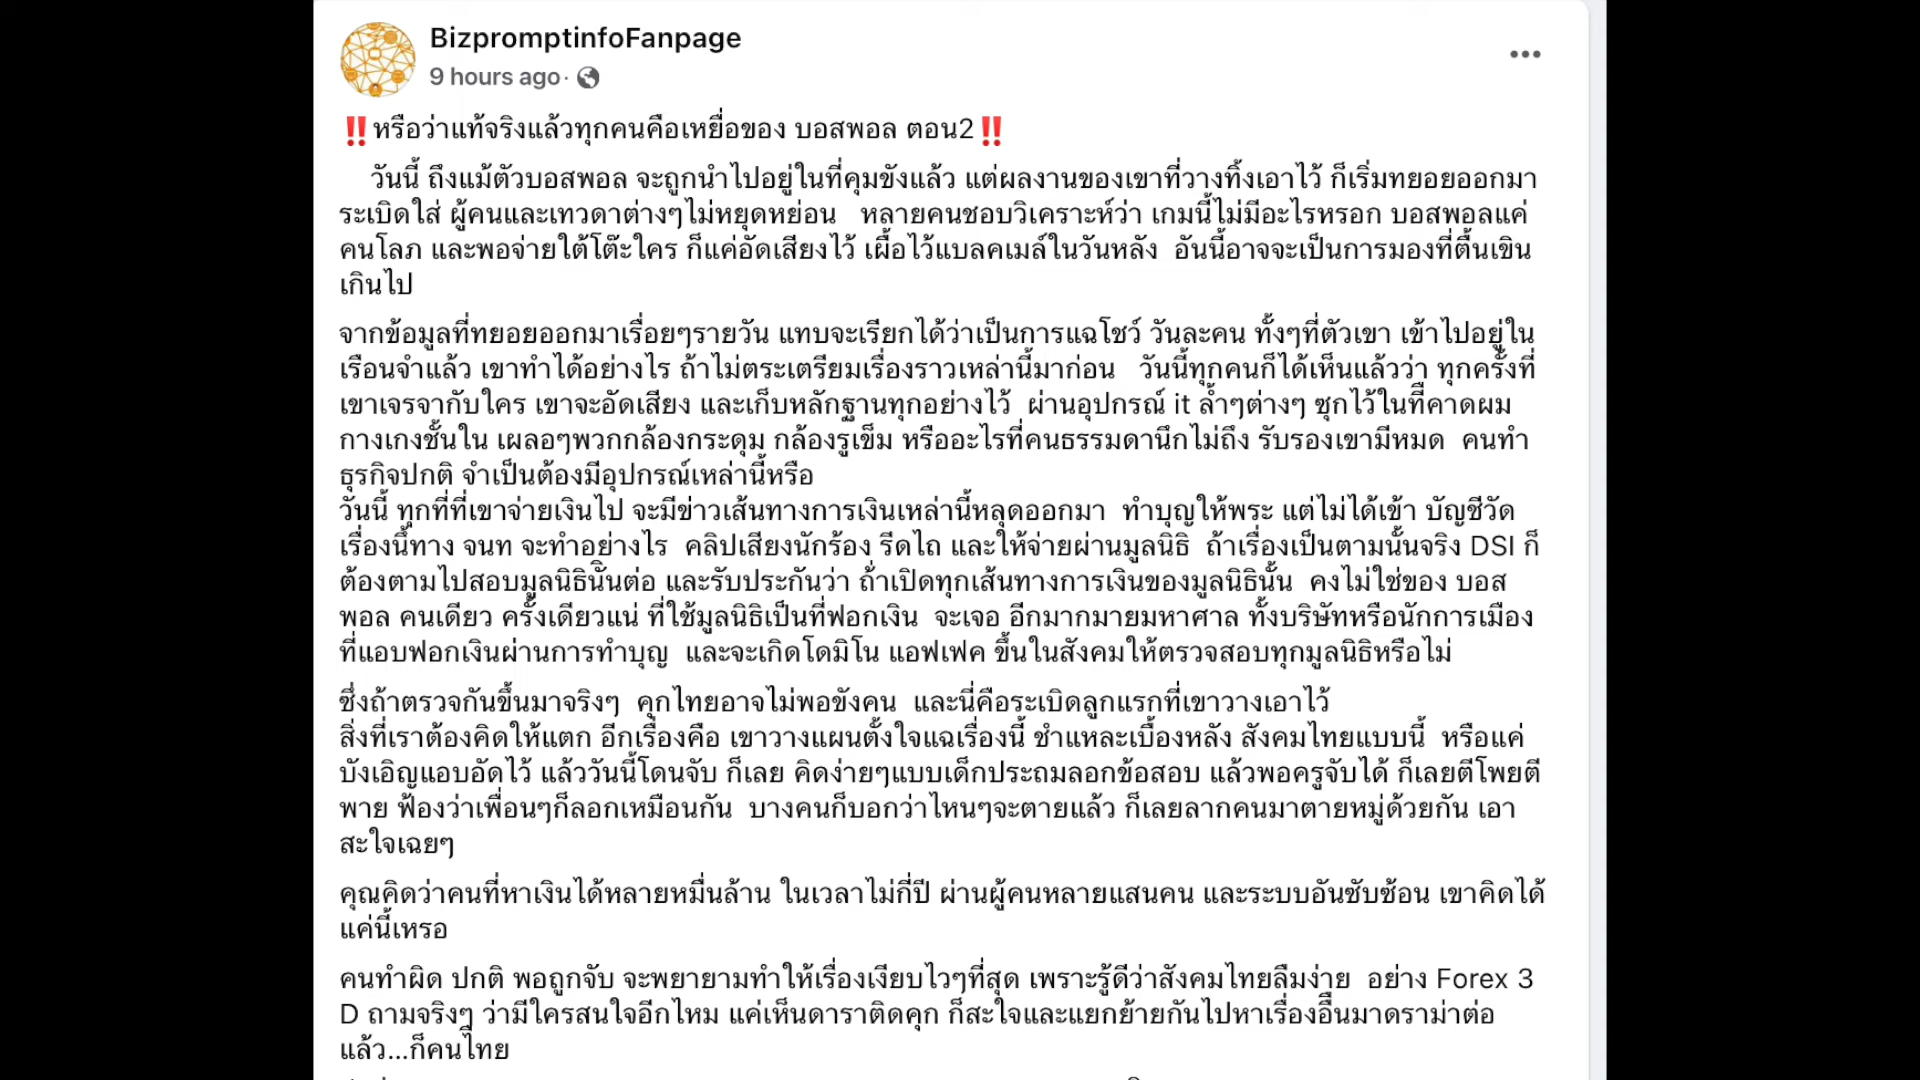 BizpromptinfoFanpage
9 hours ago ·
‼️หรือว่าแท้จริงแล้วทุกคนคือเหยื่อของ บอสพอล ตอน2‼️
วันนี้ ถึงแม้ตัวบอสพอล จะถูกนำไปอยู่ในที่คุมขังแล้ว แต่ผลงานของเขาที่วางทิ้งเอาไว้ ก็เริ่มทยอยออกมา
ระเบิดใส่ ผู้คนและเทวดาต่างๆไม่หยุดหย่อน   หลายคนชอบวิเคราะห์ว่า เกมนี้ไม่มีอะไรหรอก บอสพอลแค่
คนโลภ และพอจ่ายใต้โต๊ะใคร ก็แค่อัดเสียงไว้ เผื่อไว้แบลคเมล์ในวันหลัง  อันนี้อาจจะเป็นการมองที่ตื้นเขิน
เกินไป
จากข้อมูลที่ทยอยออกมาเรื่อยๆรายวัน แทบจะเรียกได้ว่าเป็นการแฉโชว์ วันละคน ทั้งๆที่ตัวเขา เข้าไปอยู่ใน
เรือนจำแล้ว เขาทำได้อย่างไร ถ้าไม่ตระเตรียมเรื่องราวเหล่านี้มาก่อน   วันนี้ทุกคนก็ได้เห็นแล้วว่า ทุกครั้งที่
เขาเจรจากับใคร เขาจะอัดเสียง และเก็บหลักฐานทุกอย่างไว้  ผ่านอุปกรณ์ it ล้ำๆต่างๆ ซุกไว้ในที่คาดผม
กางเกงชั้นใน เผลอๆพวกกล้องกระดุม กล้องรูเข็ม หรืออะไรที่คนธรรมดานึกไม่ถึง รับรองเขามีหมด  คนทำ
ธุรกิจปกติ จำเป็นต้องมีอุปกรณ์เหล่านี้หรือ
วันนี้ ทุกที่ที่เขาจ่ายเงินไป จะมีข่าวเส้นทางการเงินเหล่านี้หลุดออกมา  ทำบุญให้พระ แต่ไม่ได้เข้า บัญชีวัด
เรื่องนี้ทาง จนท จะทำอย่างไร  คลิปเสียงนักร้อง รีดไถ และให้จ่ายผ่านมูลนิธิ  ถ้าเรื่องเป็นตามนั้นจริง DSI ก็
ต้องตามไปสอบมูลนิธินั้นต่อ และรับประกันว่า ถ้าเปิดทุกเส้นทางการเงินของมูลนิธินั้น  คงไม่ใช่ของ บอส
พอล คนเดียว ครั้งเดียวแน่ ที่ใช้มูลนิธิเป็นที่ฟอกเงิน  จะเจอ อีกมากมายมหาศาล ทั้งบริษัทหรือนักการเมือง
ที่แอบฟอกเงินผ่านการทำบุญ  และจะเกิดโดมิโน แอฟเฟค ขึ้นในสังคมให้ตรวจสอบทุกมูลนิธิหรือไม่
ซึ่งถ้าตรวจกันขึ้นมาจริงๆ  คุกไทยอาจไม่พอขังคน  และนี่คือระเบิดลูกแรกที่เขาวางเอาไว้
สิ่งที่เราต้องคิดให้แตก อีกเรื่องคือ เขาวางแผนตั้งใจแฉเรื่องนี้ ชำแหละเบื้องหลัง สังคมไทยแบบนี้  หรือแค่
บังเอิญแอบอัดไว้ แล้ววันนี้โดนจับ ก็เลย คิดง่ายๆแบบเด็กประถมลอกข้อสอบ แล้วพอครูจับได้ ก็เลยตีโพยตี
พาย ฟ้องว่าเพื่อนๆก็ลอกเหมือนกัน  บางคนก็บอกว่าไหนๆจะตายแล้ว ก็เลยลากคนมาตายหมู่ด้วยกัน เอา
สะใจเฉยๆ
คุณคิดว่าคนที่หาเงินได้หลายหมื่นล้าน ในเวลาไม่กี่ปี ผ่านผู้คนหลายแสนคน และระบบอันซับซ้อน เขาคิดได้
แค่นี้เหรอ
คนทำผิด ปกติ พอถูกจับ จะพยายามทำให้เรื่องเงียบไวๆที่สุด เพราะรู้ดีว่าสังคมไทยลืมง่าย  อย่าง Forex 3
D ถามจริงๆ ว่ามีใครสนใจอีกไหม แค่เห็นดาราติดคุก ก็สะใจและแยกย้ายกันไปหาเรื่องอื่นมาดราม่าต่อ
แล้ว...ก็คนไทย